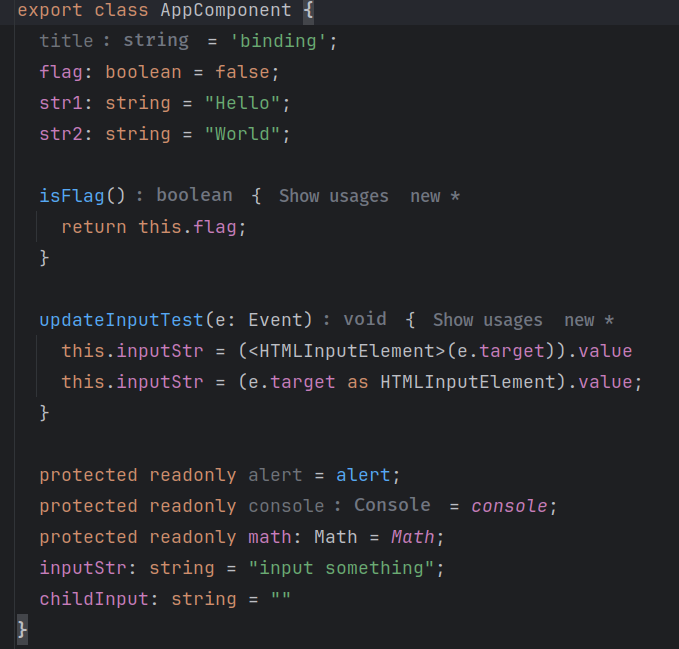 export class AppComponent {
title : string = 'binding';
flag: boolean = false;
str1: string = "Hello";
str2: string = "World";
isFlag() : boolean { Show usages new *
return this.flag;
}
updateInputTest(e: Event) : void { Show usages new *
this.inputStr = (<HTMLInputElement>(e.target)).value
this.inputStr = (e.target as HTMLInputElement).value;
}
protected readonly alert = alert;
protected readonly console : Console = console;
protected readonly math: Math = Math;
inputStr: string = "input something";
childInput: string = ""
}